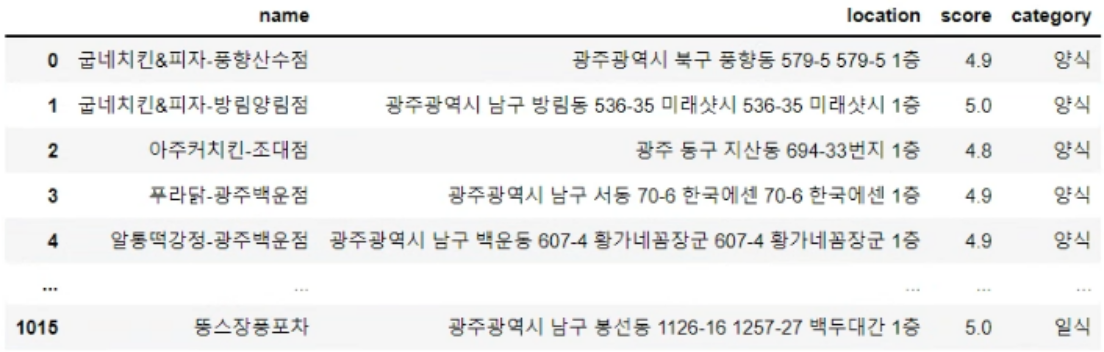 name location score category
0 굽네치킨&피자-풍향산수점 광주광역시 북구 풍향동 579-5 579-5 1층 4.9 양식
1 굽네치킨&피자-방림양림점 광주광역시 남구 방림동 536-35 미래샷시 536-35 미래샷시 1층 5.0 양식
2 아주커치킨-조대점 광주 동구 지산동 694-33번지 1층 4.8 양식
3 푸라닭-광주백운점 광주광역시 남구 서동 70-6 한국에센 70-6 한국에센 1층 4.9 양식
4 알통떡강정-광주백운점 광주광역시 남구 백운동 607-4 황가네꼼장군 607-4 황가네꼼장군 1층 4.9 양식
... ... ... ... ...
1015 뚱스장풍포차 광주광역시 남구 봉선동 1126-16 1257-27 백두대간 1층 5.0 일식